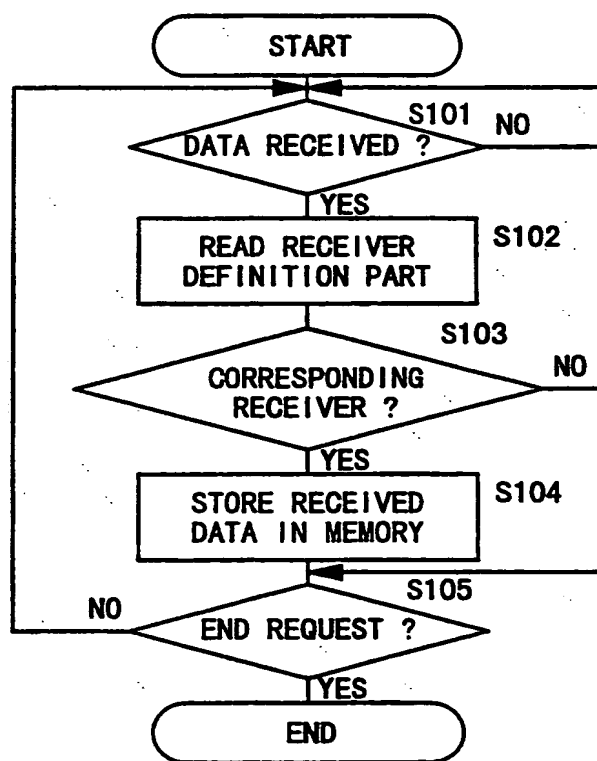 START
S101
DATA RECEIVED ?
NO
YES
READ RECEIVER
DEFINITION PART
S102
S103
CORRESPONDING
RECEIVER ?
NO
YES
STORE RECEIVED
DATA IN MEMORY
S104
S105
NO
END REQUEST ?
YES
END